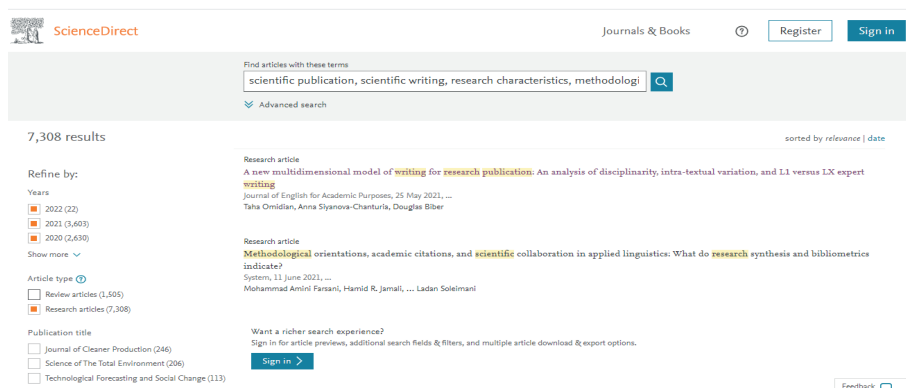 ScienceDirect
Journals & Books
?
Register
Sign in
Find articles with these terms
scientific publication, scientific writing, research characteristics, methodologi
Advanced search
7,308 results
sorted by relevance | date
Refine by:
Years
2022 (22)
2021 (3,603)
2020 (2,630)
Show more
Article type ?
Review articles (1,505)
Research articles (7,308)
Publication title
Journal of Cleaner Production (246)
Science of The Total Environment (206)
Technological Forecasting and Social Change (113)
Research article
A new multidimensional model of writing for research publication: An analysis of disciplinarity, intra-textual variation, and L1 versus LX expert
writing
Journal of English for Academic Purposes, 25 May 2021, ...
Taha Omidian, Anna Siyanova-Chanturia, Douglas Biber
Research article
Methodological orientations, academic citations, and scientific collaboration in applied linguistics: What do research synthesis and bibliometrics
indicate?
System, 11 June 2021, ...
Mohammad Amini Farsani, Hamid R. Jamali, ... Ladan Soleimani
Want a richer search experience?
Sign in for article previews, additional search fields & filters, and multiple article download & export options.
Sign in >
Feedback